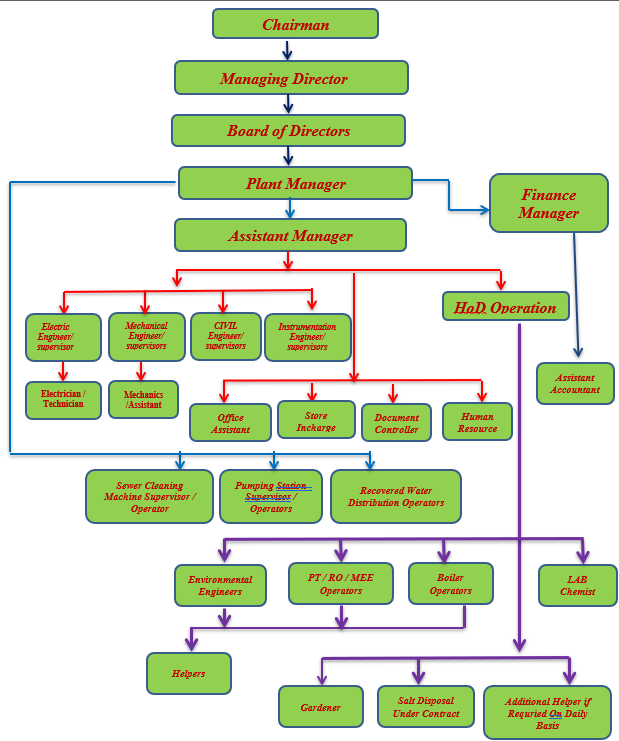 Chairman
Managing Director
Board of Directors
Plant Manager
Finance
Manager
Assistant Manager
HoD Operation
Electric
Engineer/
supervisor
Mechanical
Engineer/
supervisors
CIVIL
Engineer/
supervisors
Instrumentation
Engineer/
supervisors
Assistant
Accountant
Electrician /
Technician
Mechanics
/Assistant
Office
Assistant
Store
Incharge
Document
Controller
Human
Resource
Sewer Cleaning
Machine Supervisor /
Operator
Pumping Station
Supervisor /
Operators
Recovered Water
Distribution Operators
Environmental
Engineers
PT / RO / MEE
Operators
Boiler
Operators
LAB
Chemist
Helpers
Gardener
Salt Disposal
Under Contract
Additional Helper if
Requried On Daily
Basis